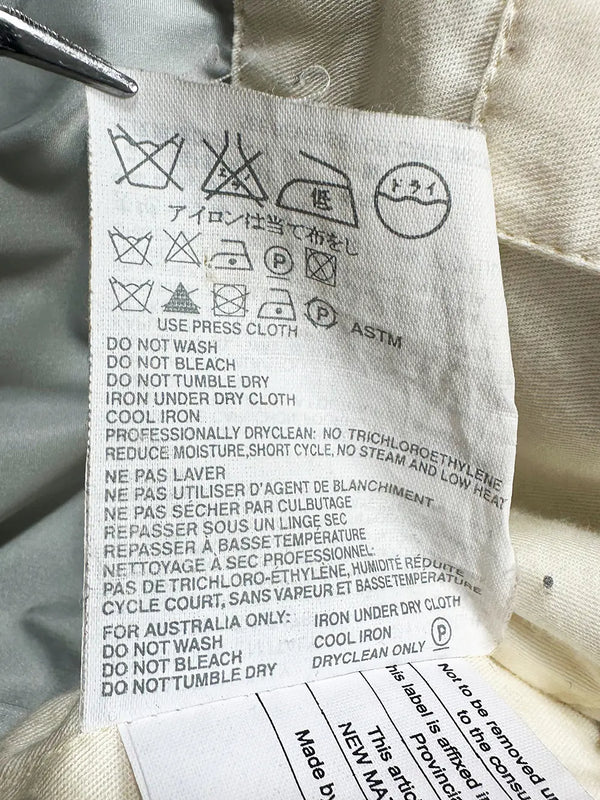 エンソ
低
ドライ
アイロンは当て布をし
P
P
USE PRESS CLOTH ASTM
DO NOT WASH
DO NOT BLEACH
DO NOT TUMBLE DRY
IRON UNDER DRY CLOTH
COOL IRON
PROFESSIONALLY DRYCLEAN: NO TRICHLOROETHYLENE
REDUCE MOISTURE,SHORT CYCLE, NO STEAM AND LOW HEAT
NE PAS LAVER
NE PAS UTILISER D'AGENT DE BLANCHIMENT
NE PAS SÉCHER PAR CULBUTAGE
REPASSER SOUS UN LINGE SEC
REPASSER À BASSE TEMPÉRATURE
NETTOYAGE À SEC PROFESSIONNEL:
PAS DE TRICHLORO-ÉTHYLÈNE, HUMIDITÉ RÉDUITE
CYCLE COURT, SANS VAPEUR ET BASSE TEMPÉRATURE
FOR AUSTRALIA ONLY:
DO NOT WASH
DO NOT BLEACH
DO NOT TUMBLE DRY
IRON UNDER DRY CLOTH
COOL IRON
DRYCLEAN ONLY P
Not to be removed u
to the consu
his label is affixed i
Provinci
This artic
NEW MA
Made by